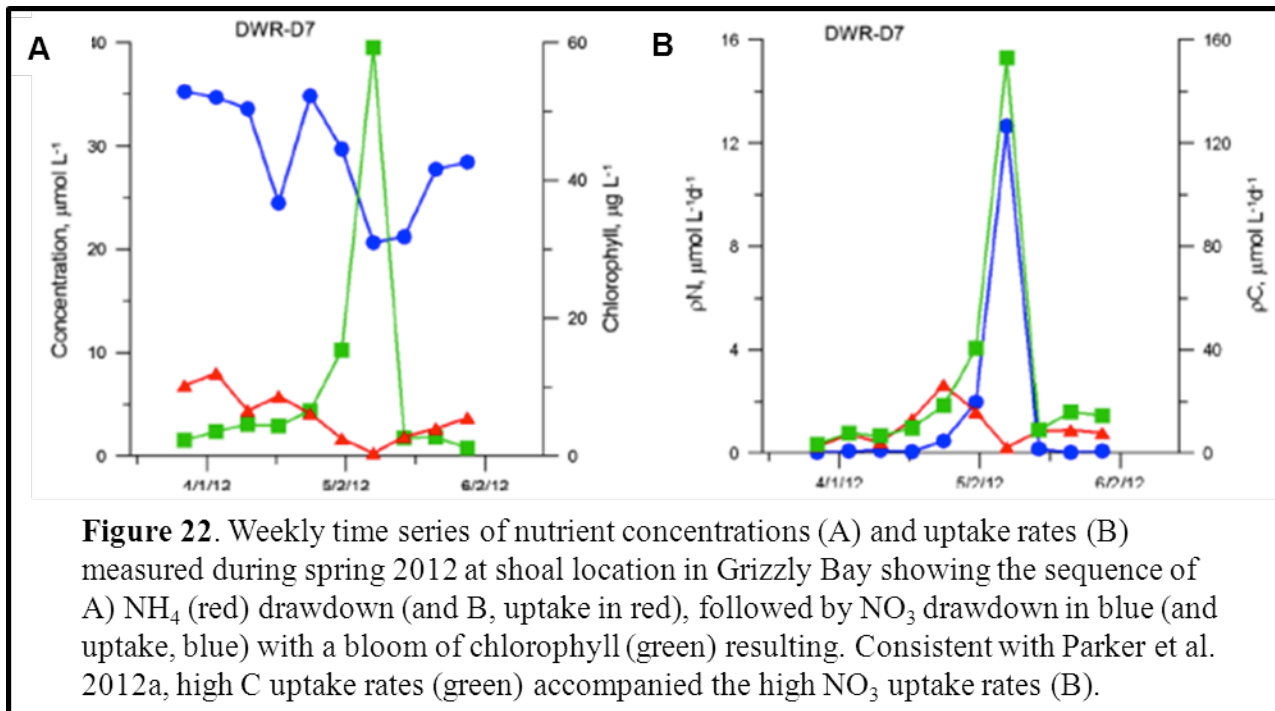 A
DWR-D7
40
30
20
10
0
Concentration, µmol L⁻¹
60
40
20
0
Chlorophyll, µg L⁻¹
4/1/12 5/2/12 6/2/12
B
DWR-D7
16
12
8
4
0
ρN, µmol L⁻¹d⁻¹
160
120
80
40
0
ρC, µmol L⁻¹d⁻¹
4/1/12 5/2/12 6/2/12
Figure 22. Weekly time series of nutrient concentrations (A) and uptake rates (B)
measured during spring 2012 at shoal location in Grizzly Bay showing the sequence of
A) NH₄ (red) drawdown (and B, uptake in red), followed by NO₃ drawdown in blue (and
uptake, blue) with a bloom of chlorophyll (green) resulting. Consistent with Parker et al.
2012a, high C uptake rates (green) accompanied the high NO₃ uptake rates (B).